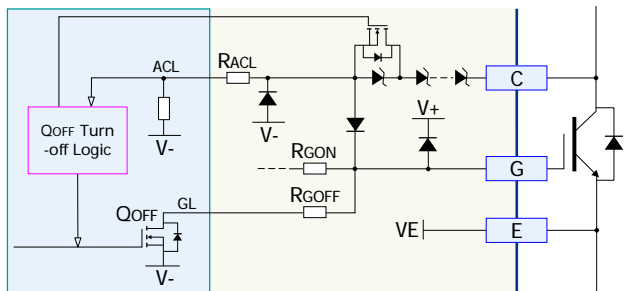 ACL
RACL
C
V-
V-
V+
QOFF Turn
-off Logic
RGON
G
RGOFF
QOFF
GL
VE
E
V-